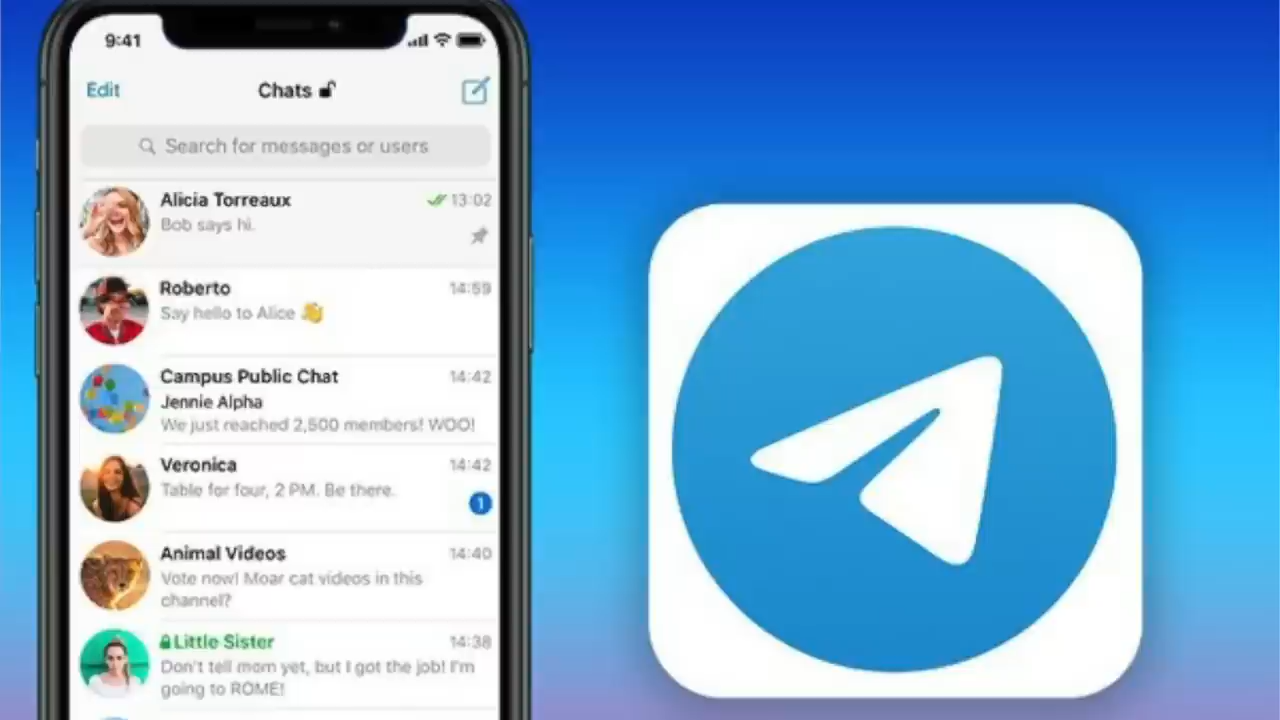 9:41
Edit
Chats
Search for messages or users
Alicia Torreaux
13:02
Bob says hi.
Roberto
14:59
Say hello to Alice 👋
Campus Public Chat
14:42
Jennie Alpha
We just reached 2,500 members! WOO!
Veronica
14:42
Table for four, 2 PM. Be there.
1
Animal Videos
14:40
Vote now! Moar cat videos in this
channel?
Little Sister
14:38
Don't tell mom yet, but I got the job! I'm
going to ROME!